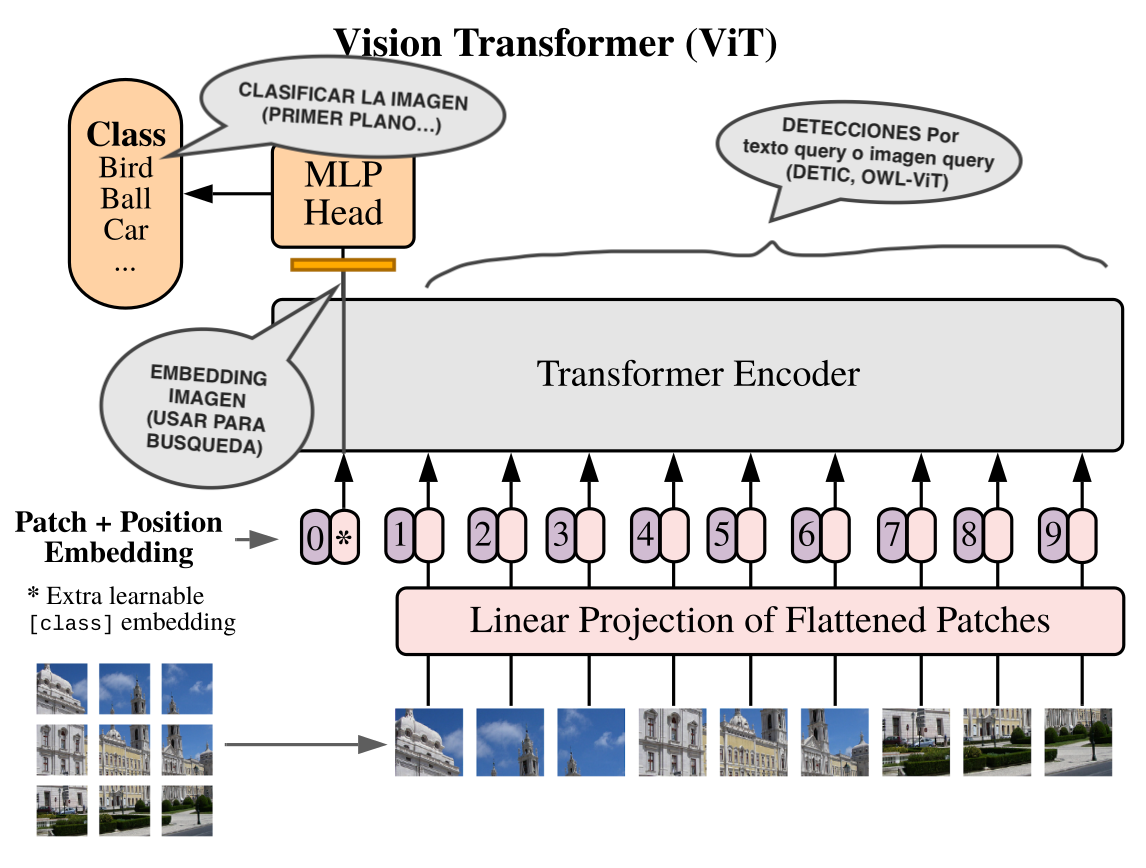 Vision Transformer (ViT)
CLASIFICAR LA IMAGEN
(PRIMER PLANO...)
Class
Bird
Ball
Car
...
MLP
Head
DETECCIONES Por
texto query o imagen query
(DETIC, OWL-ViT)
EMBEDDING
IMAGEN
(USAR PARA
BUSQUEDA)
Transformer Encoder
Patch + Position
Embedding
0 * 1 2 3 4 5 6 7 8 9
* Extra learnable
[class] embedding
Linear Projection of Flattened Patches